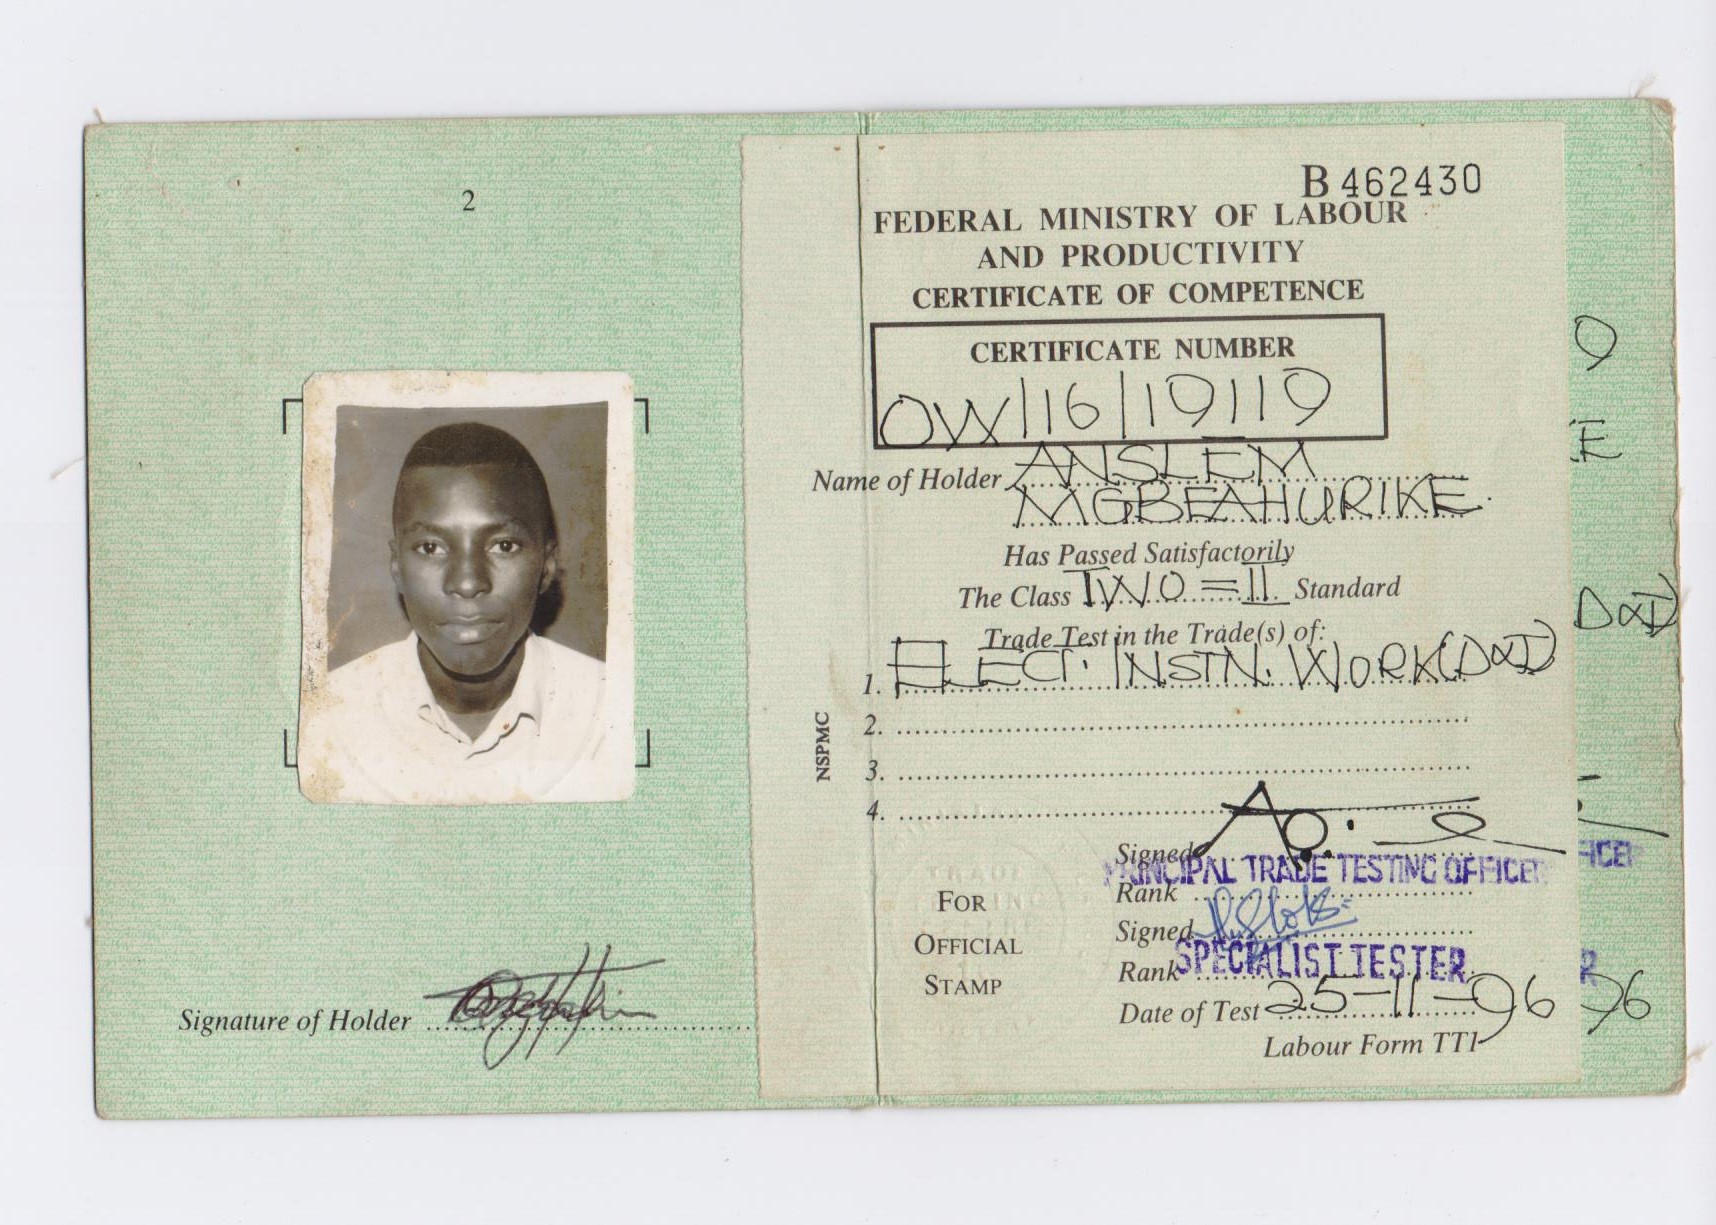 2
Signature of Holder
B 462430
FEDERAL MINISTRY OF LABOUR
AND PRODUCTIVITY
CERTIFICATE OF COMPETENCE
CERTIFICATE NUMBER
OW/16/19119
Name of Holder ANSLEM
MGBEAHURIKE
Has Passed Satisfactorily
The Class TWO = II Standard
Trade Test in the Trade(s) of:
1. ELECT. INSTN. WORK (D&I)
2.
3.
4.
NSPMC
Signed
PRINCIPAL TRADE TESTING OFFICER
Rank
FOR
OFFICIAL
STAMP
Signed
SPECIALIST TESTER
Rank
Date of Test 25-11-96
Labour Form TT1
9
E
D&I)
FICER
R
96